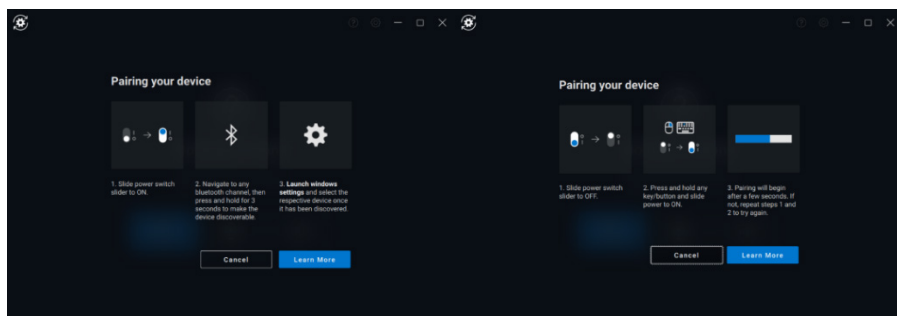 Pairing your device
1. Slide power switch
slider to ON.
2. Navigate to any
bluetooth channel, then
press and hold for 3
seconds to make the
device discoverable.
3. Launch windows
settings and select the
respective device once
it has been discovered.
Cancel
Learn More
Pairing your device
1. Slide power switch
slider to OFF.
2. Press and hold any
key/button and slide
power to ON.
3. Pairing will begin
after a few seconds. If
not, repeat steps 1 and
2 to try again.
Cancel
Learn More